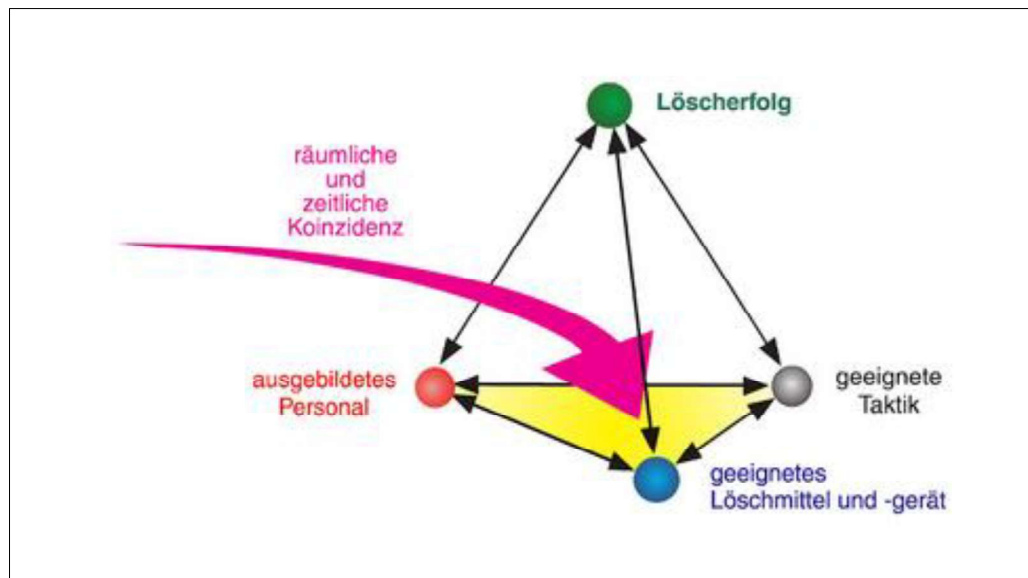 Löscherfolg
räumliche
und
zeitliche
Koinzidenz
ausgebildetes
Personal
geeignete
Taktik
geeignetes
Löschmittel und -gerät